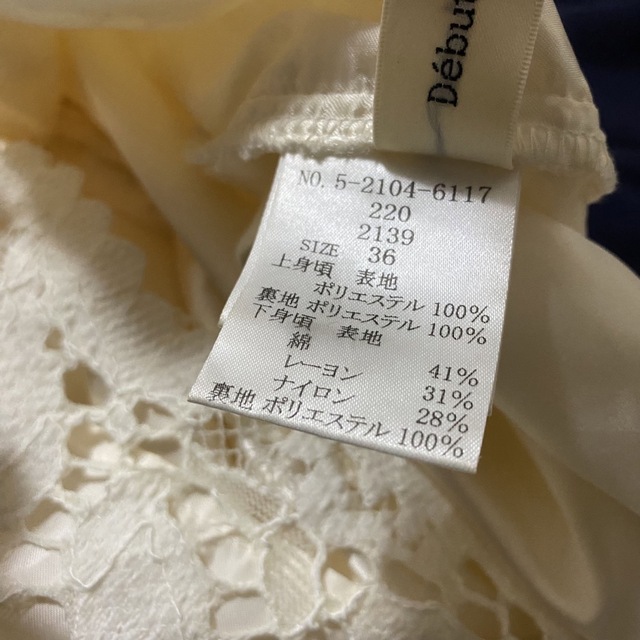 Début
NO. 5-2104-6117
220
2139
SIZE 36
上身頃 表地
ポリエステル 100%
裏地 ポリエステル 100%
下身頃 表地
綿 41%
レーヨン 31%
ナイロン 28%
裏地 ポリエステル 100%